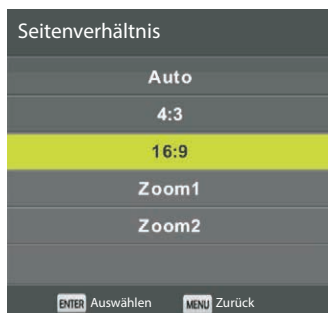 Seitenverhältnis
Auto
4:3
16:9
Zoom1
Zoom2
ENTER Auswählen MENU Zurück